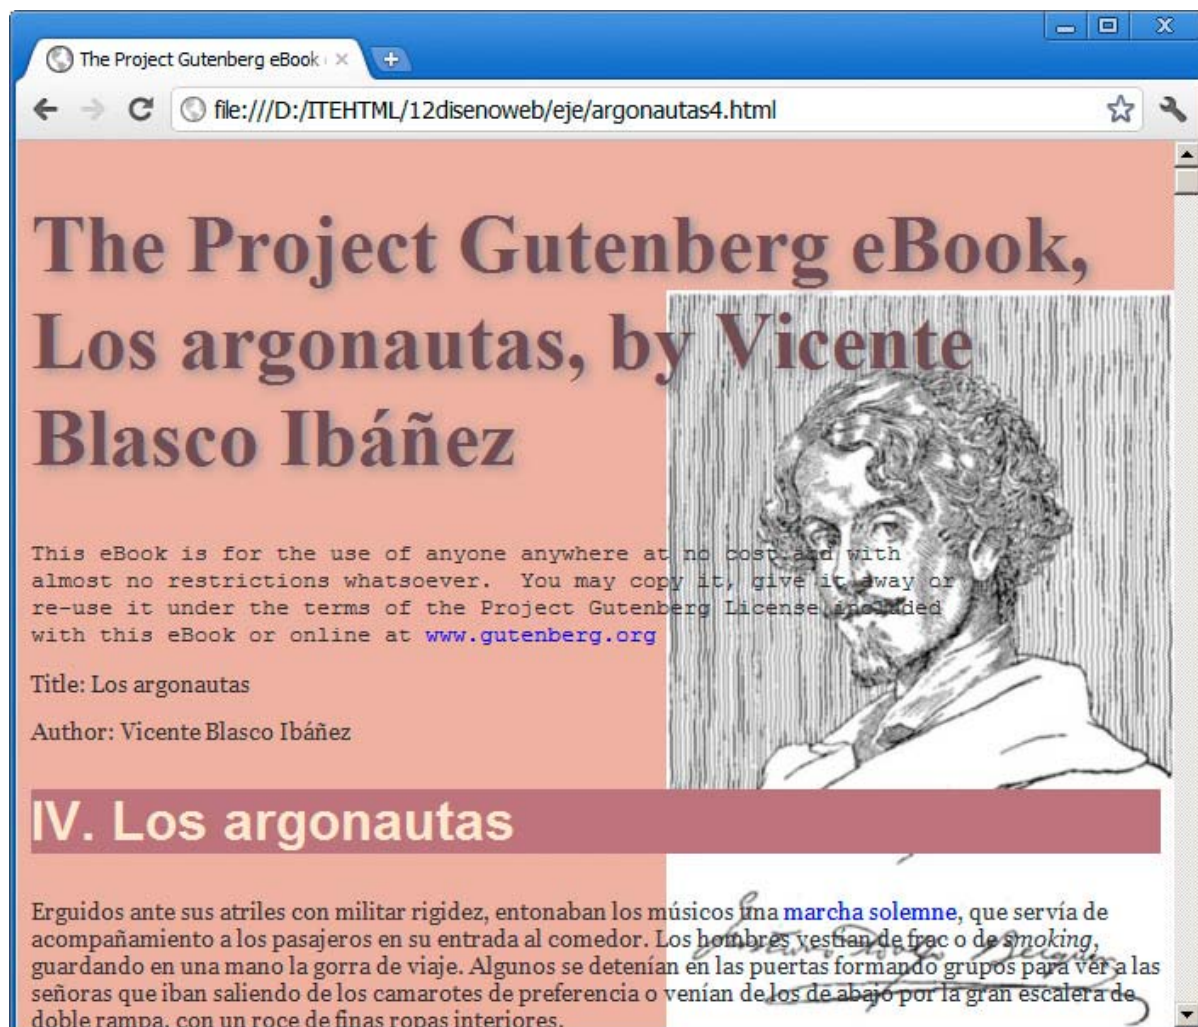 The Project Gutenberg eBook
file:///D:/ITEHTML/12disenoweb/eje/argonautas4.html
The Project Gutenberg eBook,
Los argonautas, by Vicente
Blasco Ibáñez
This eBook is for the use of anyone anywhere at no cost and with
almost no restrictions whatsoever.  You may copy it, give it away or
re-use it under the terms of the Project Gutenberg License included
with this eBook or online at www.gutenberg.org
Title: Los argonautas
Author: Vicente Blasco Ibáñez
IV. Los argonautas
Erguidos ante sus atriles con militar rigidez, entonaban los músicos una marcha solemne, que servía de
acompañamiento a los pasajeros en su entrada al comedor. Los hombres vestían de frac o de smoking,
guardando en una mano la gorra de viaje. Algunos se detenían en las puertas formando grupos para ver a las
señoras que iban saliendo de los camarotes de preferencia o venían de los de abajo por la gran escalera de
doble rampa, con un roce de finas ropas interiores.